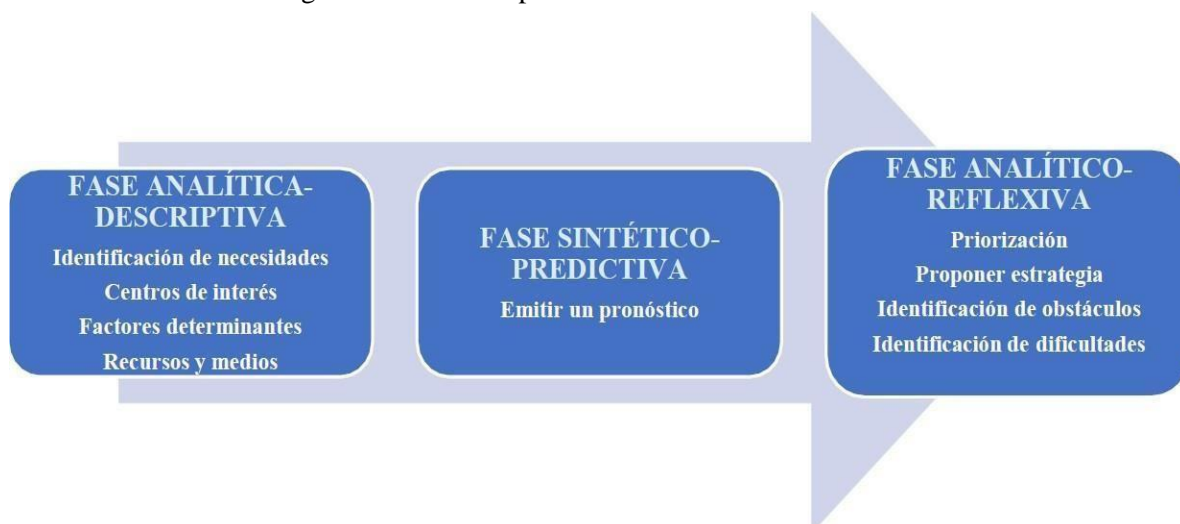 FASE ANALÍTICA-
DESCRIPTIVA
Identificación de necesidades
Centros de interés
Factores determinantes
Recursos y medios
FASE SINTÉTICO-
PREDICTIVA
Emitir un pronóstico
FASE ANALÍTICO-
REFLEXIVA
Priorización
Proponer estrategia
Identificación de obstáculos
Identificación de dificultades